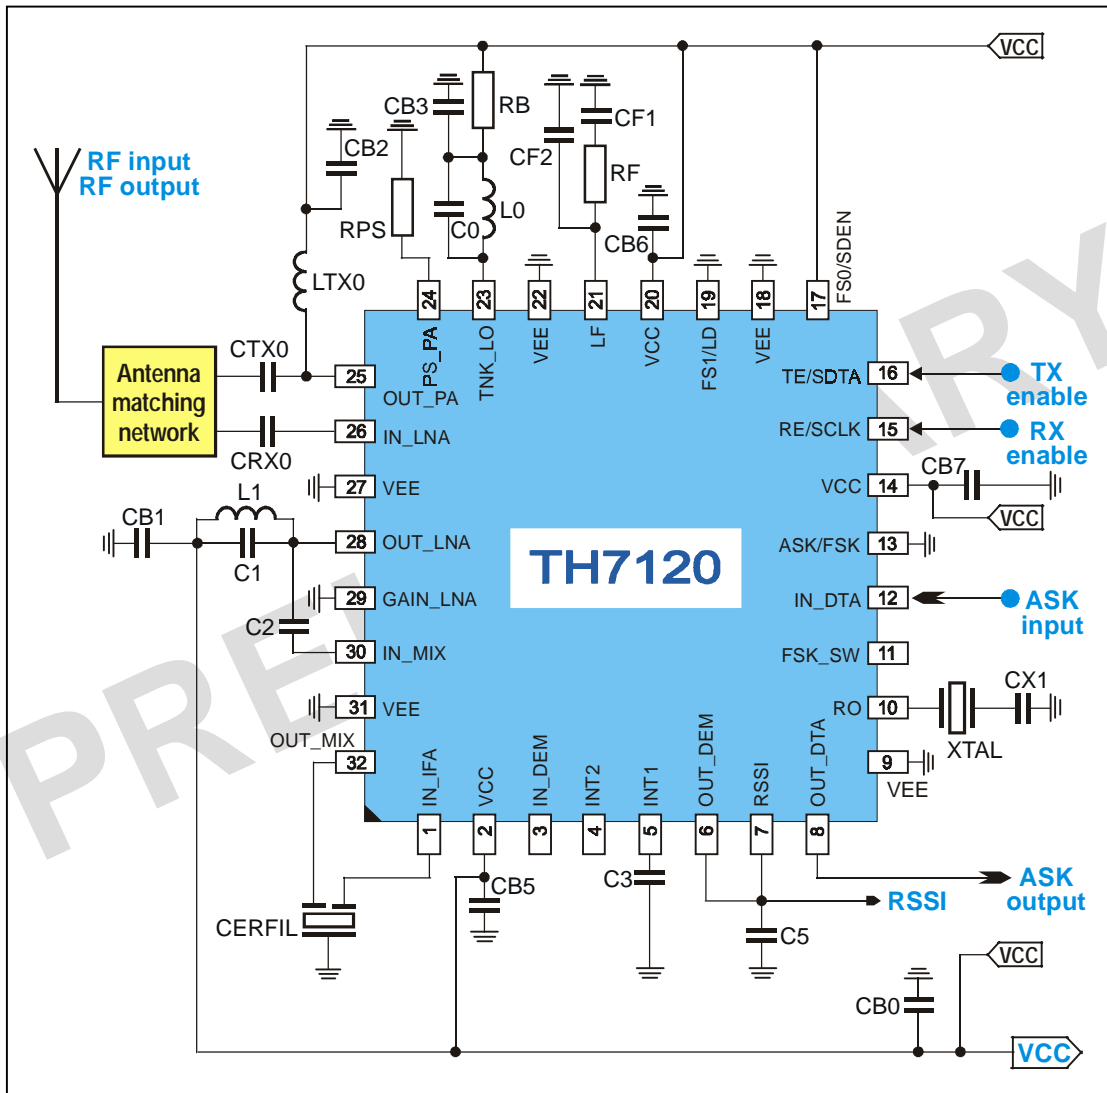 VCC
CB3
RB
CF1
CB2
CF2
RF input
RF output
RF
L0
RPS
C0
CB6
FS0/SDEN
LTX0
24
23
22
21
20
19
18
17
PS_PA
TNK_LO
VEE
LF
VCC
FS1/LD
VEE
CTX0
Antenna
matching
network
25
OUT_PA
26
IN_LNA
CRX0
TE/SDTA
16
TX
enable
RE/SCLK
15
RX
enable
27
VEE
VCC
14
CB7
VCC
L1
CB1
C1
28
OUT_LNA
ASK/FSK
13
TH7120
29
GAIN_LNA
IN_DTA
12
ASK
input
C2
30
IN_MIX
FSK_SW
11
31
VEE
RO
10
CX1
XTAL
OUT_MIX
32
9
VEE
IN_IFA
VCC
IN_DEM
INT2
INT1
OUT_DEM
RSSI
OUT_DTA
1
2
3
4
5
6
7
8
CERFIL
CB5
C3
C5
RSSI
ASK
output
VCC
CB0
VCC
PRELI
ARY